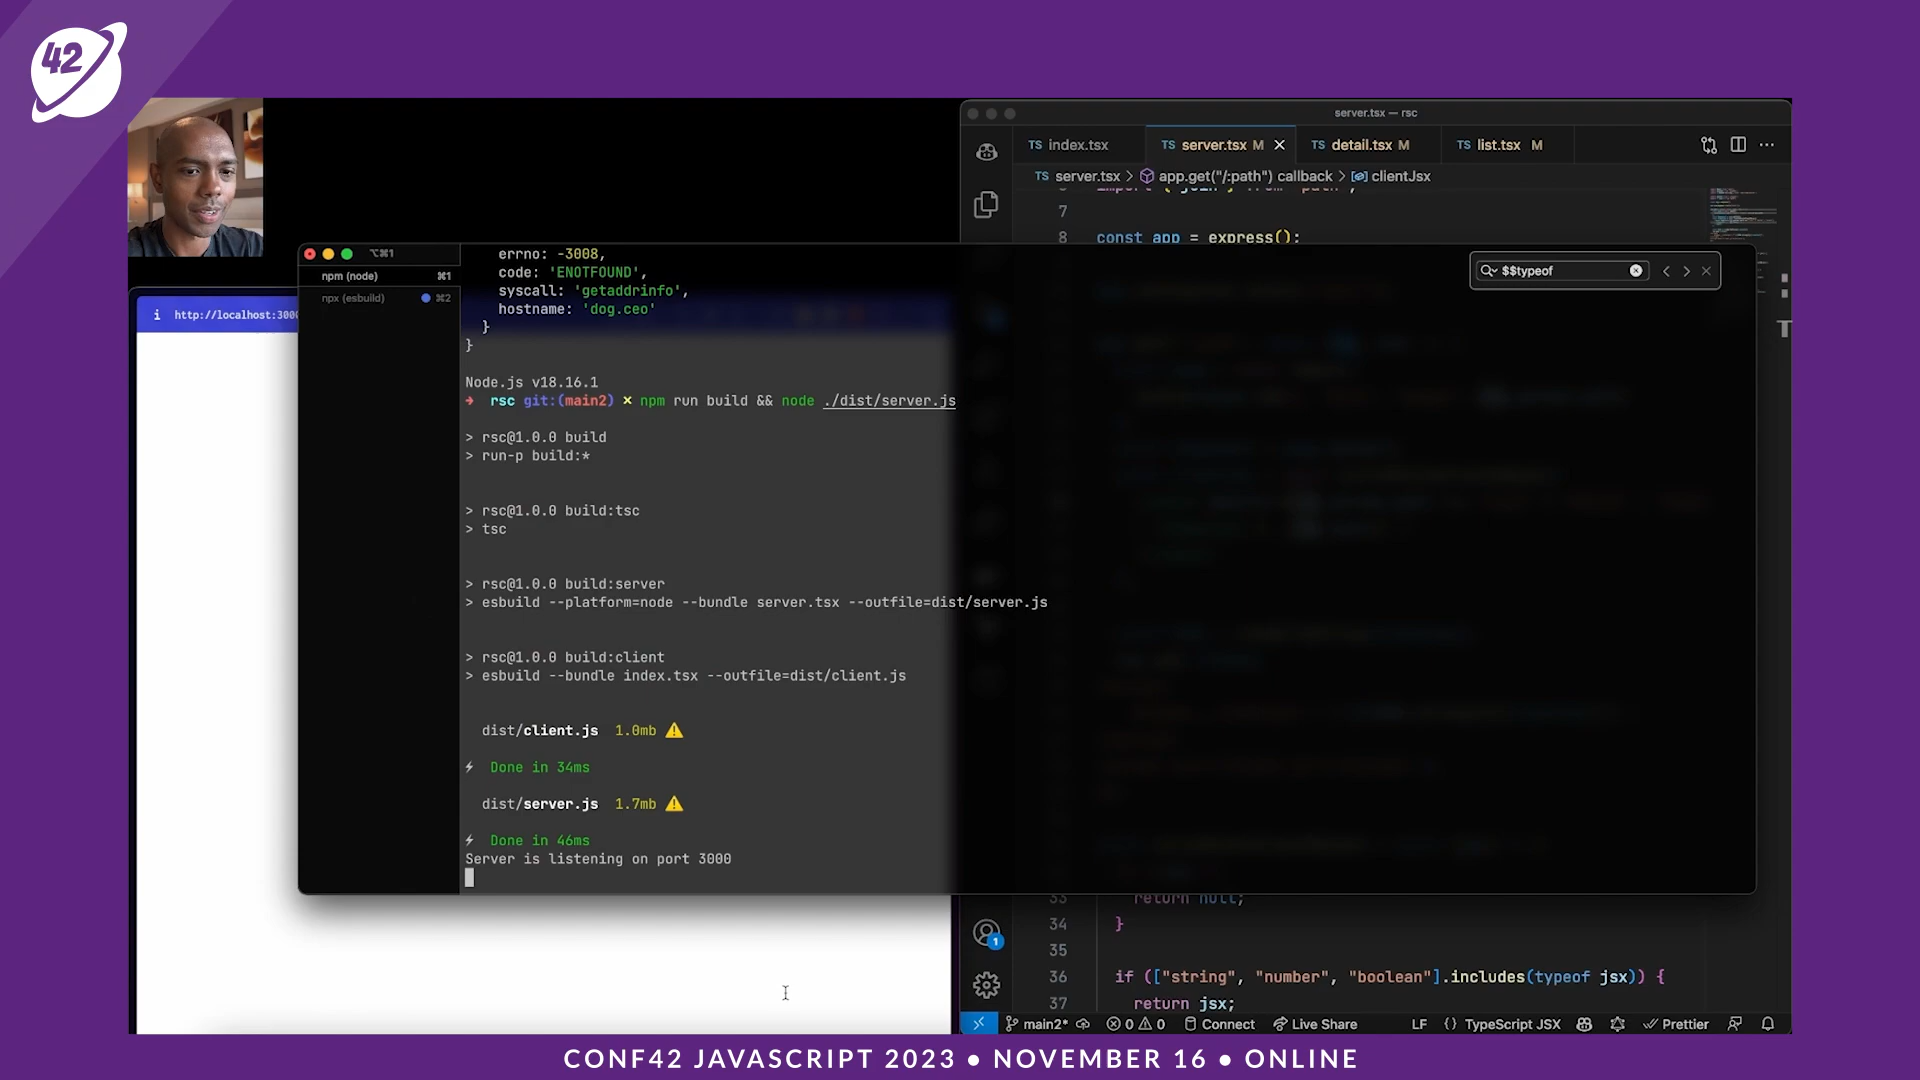 42
server.tsx — rsc
TS index.tsx
TS server.tsx M
TS detail.tsx M
TS list.tsx M
TS server.tsx > app.get("/:path") callback > clientJsx
7
8 const app = express();
⌥⌘1
npm (node) ⌘1
npx (esbuild) ⌘2
i http://localhost:3000
$$typeof
errno: -3008,
code: 'ENOTFOUND',
syscall: 'getaddrinfo',
hostname: 'dog.ceo'
}
}
Node.js v18.16.1
➜ rsc git:(main2) × npm run build && node ./dist/server.js
> rsc@1.0.0 build
> run-p build:*
> rsc@1.0.0 build:tsc
> tsc
> rsc@1.0.0 build:server
> esbuild --platform=node --bundle server.tsx --outfile=dist/server.js
> rsc@1.0.0 build:client
> esbuild --bundle index.tsx --outfile=dist/client.js
dist/client.js 1.0mb ⚠
⚡ Done in 34ms
dist/server.js 1.7mb ⚠
⚡ Done in 46ms
Server is listening on port 3000
33 return null;
34 }
35
36 if (["string", "number", "boolean"].includes(typeof jsx)) {
37 return jsx;
1
main2* 0 0 Connect Live Share LF {} TypeScript JSX Prettier
CONF42 JAVASCRIPT 2023 • NOVEMBER 16 • ONLINE